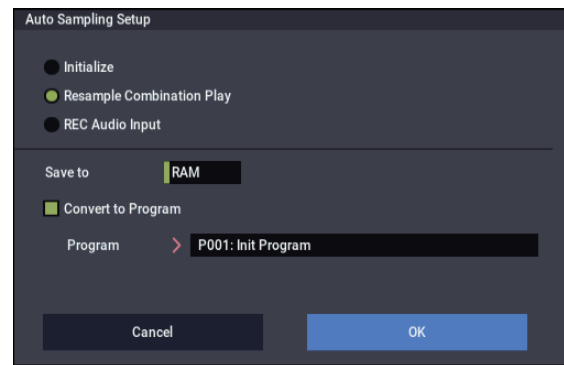 Auto Sampling Setup
Initialize
Resample Combination Play
REC Audio Input
Save to RAM
Convert to Program
Program P001: Init Program
Cancel OK